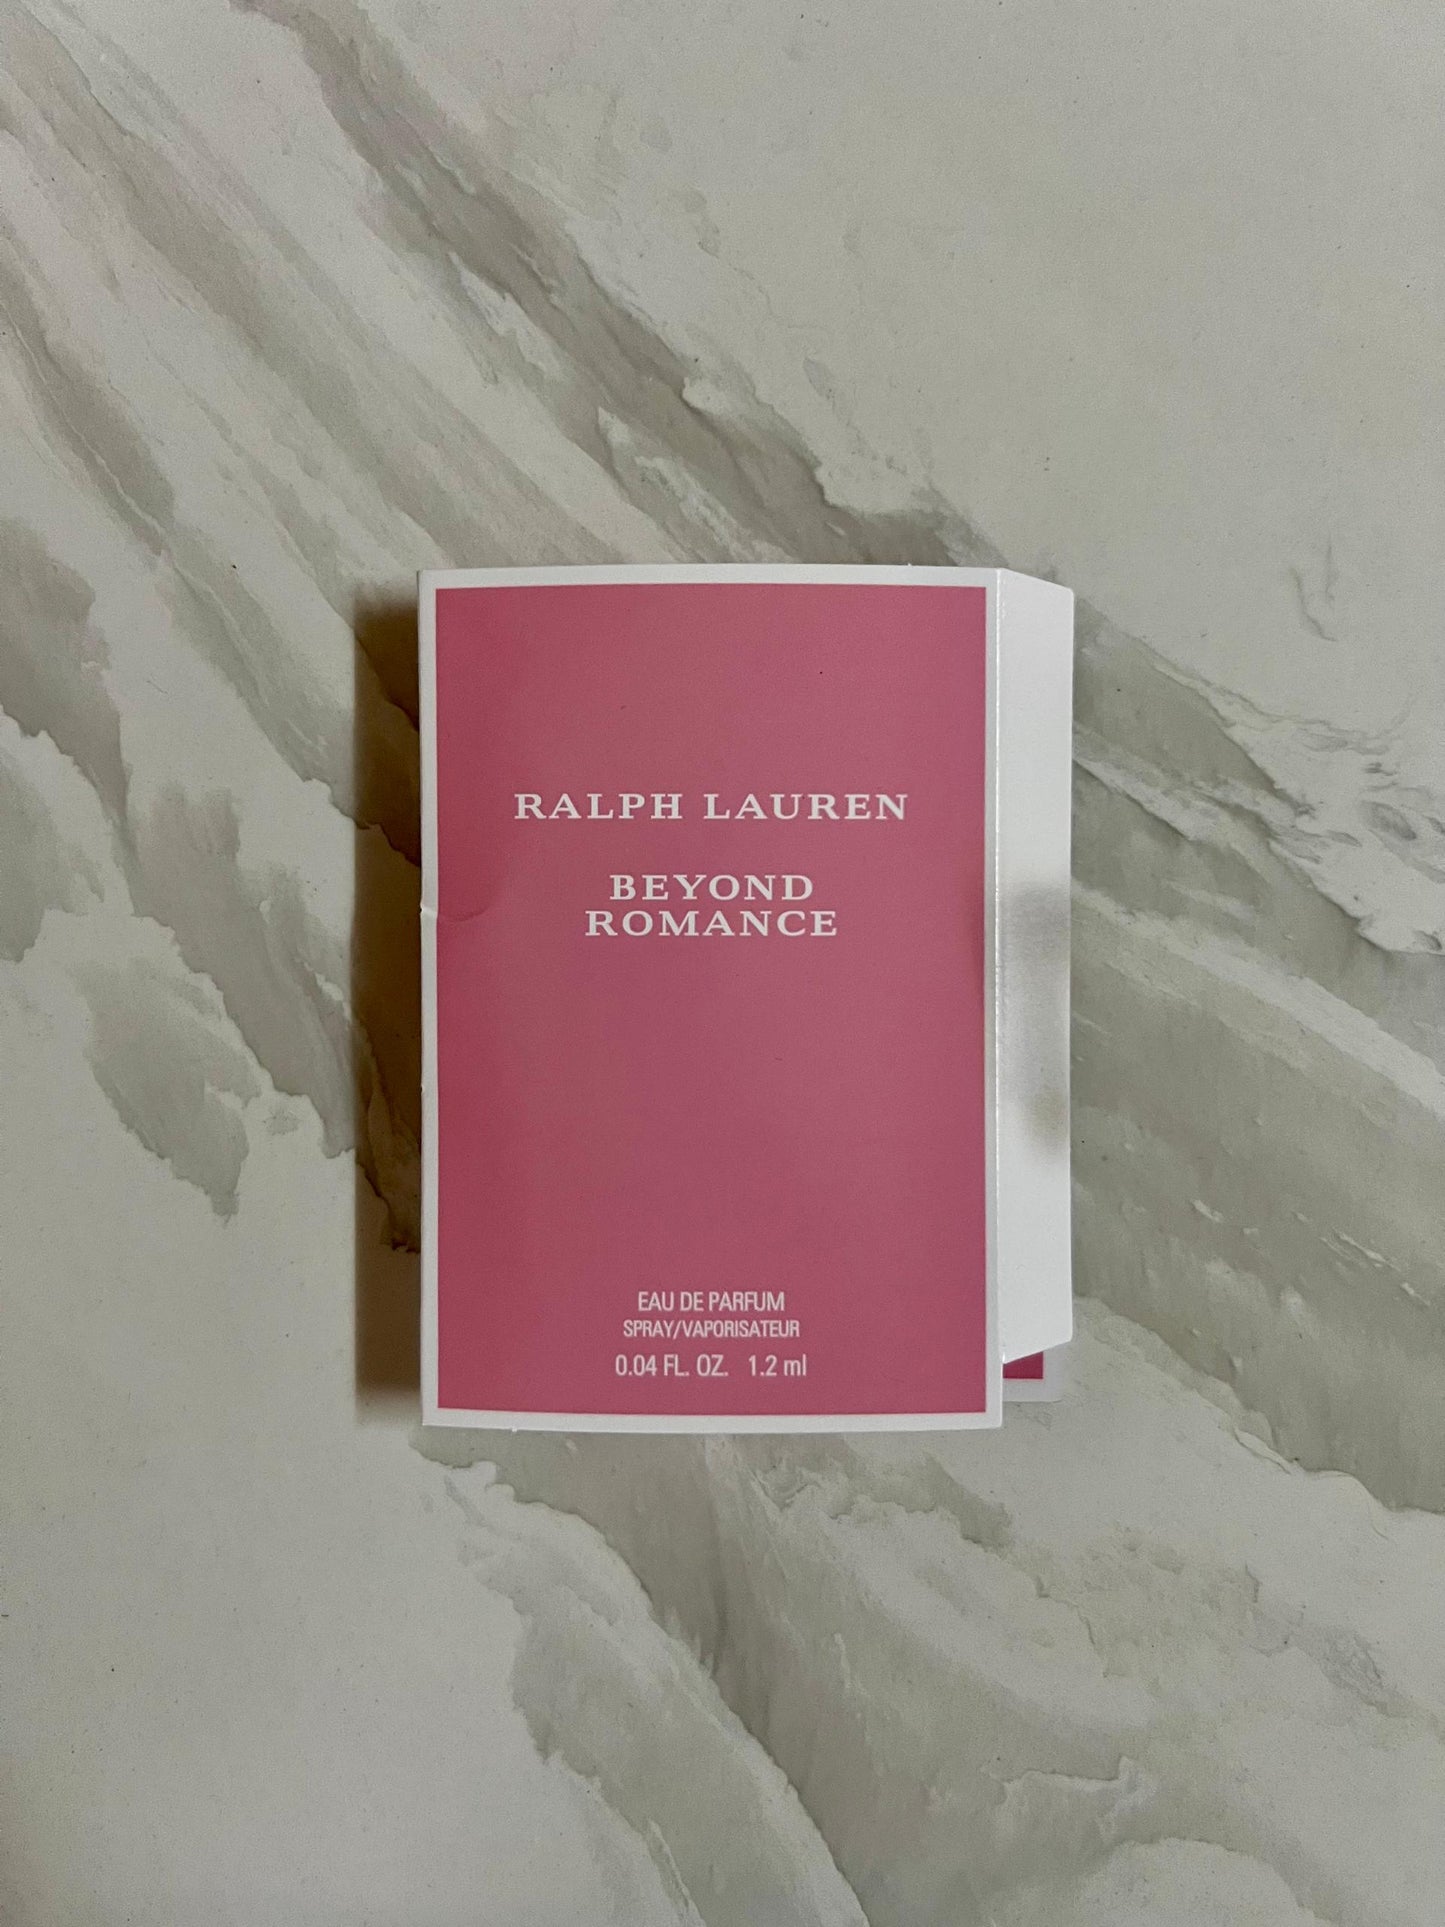 RALPH LAUREN
BEYOND
ROMANCE
EAU DE PARFUM
SPRAY/VAPORISATEUR
0.04 FL. OZ. 1.2 ml